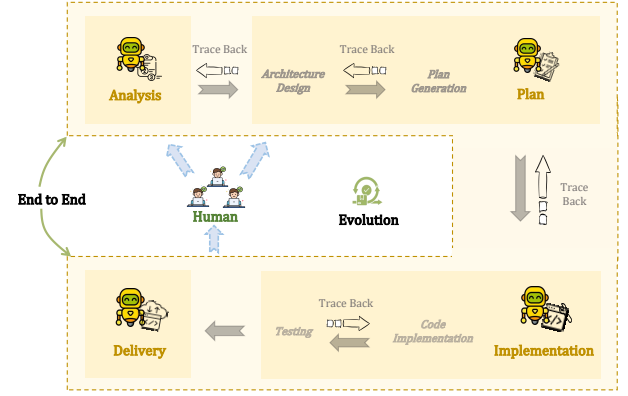 Trace Back
Trace Back
Architecture
Design
Plan
Generation
Analysis
Plan
End to End
Human
Evolution
Trace
Back
Trace Back
Testing
Code
Implementation
Delivery
Implementation